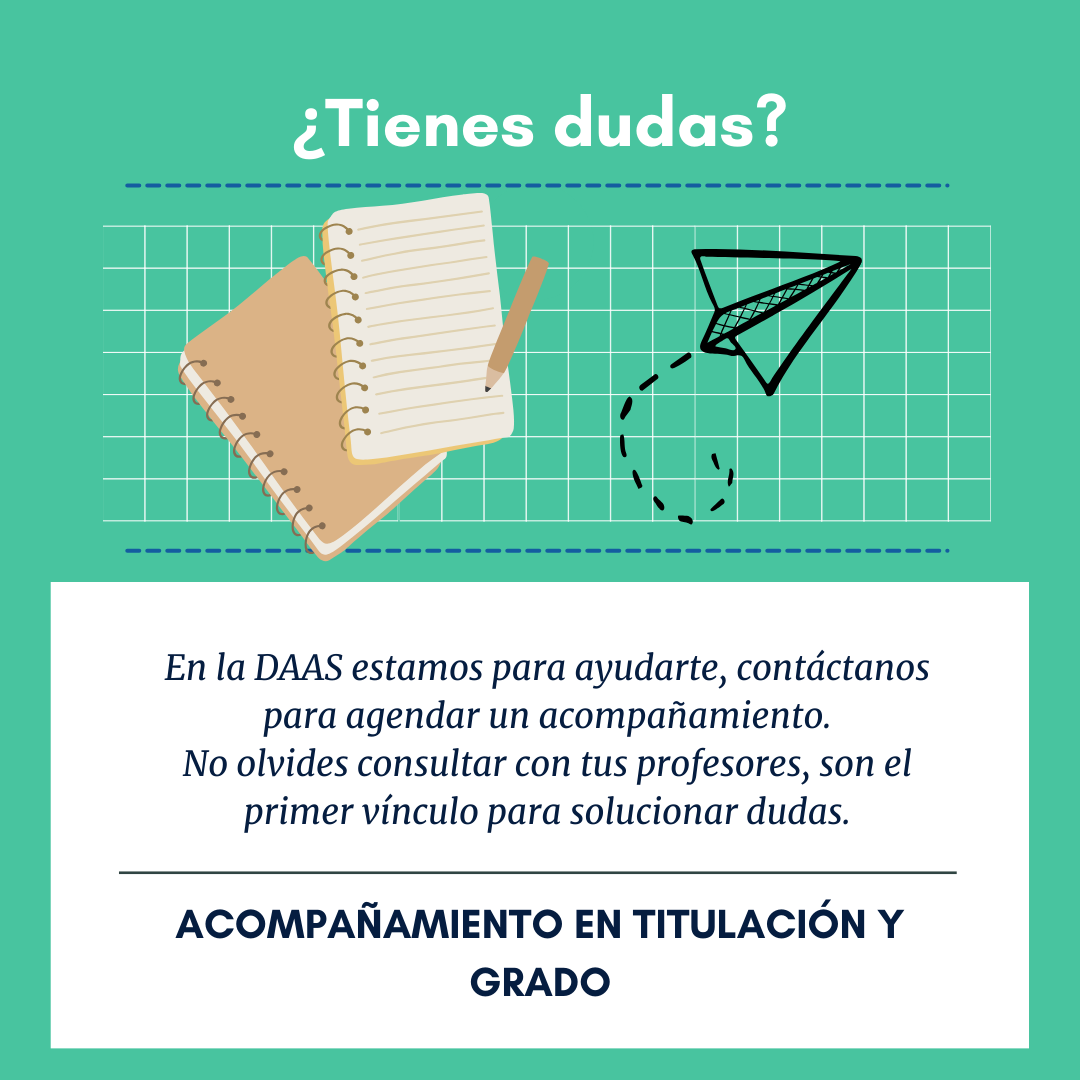 ¿Tienes dudas?
En la DAAS estamos para ayudarte, contáctanos
para agendar un acompañamiento.
No olvides consultar con tus profesores, son el
primer vínculo para solucionar dudas.
ACOMPAÑAMIENTO EN TITULACIÓN Y
GRADO